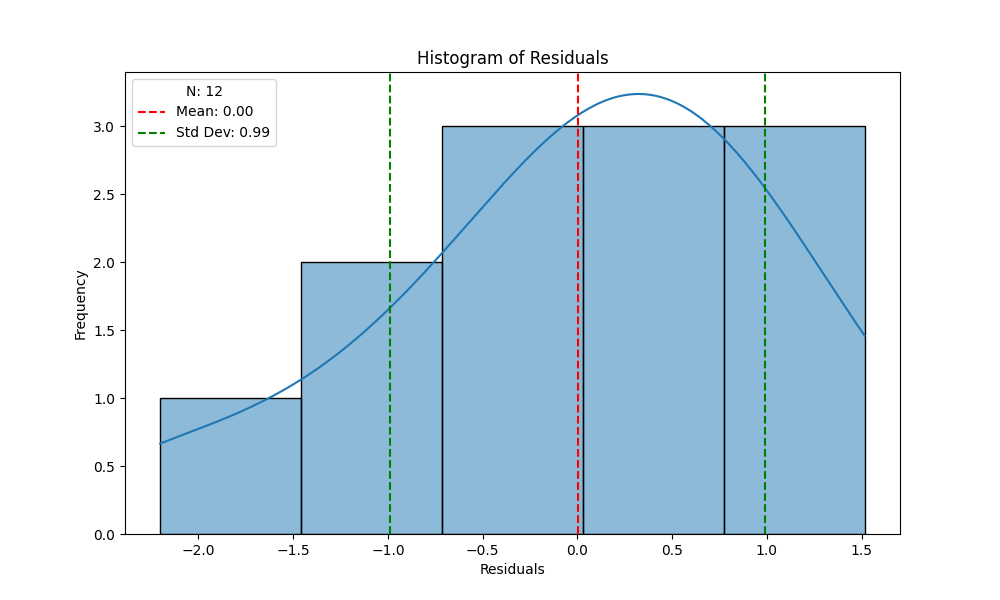 Histogram of Residuals
N: 12
Mean: 0.00
Std Dev: 0.99
Frequency
3.0
2.5
2.0
1.5
1.0
0.5
0.0
−2.0 −1.5 −1.0 −0.5 0.0 0.5 1.0 1.5
Residuals